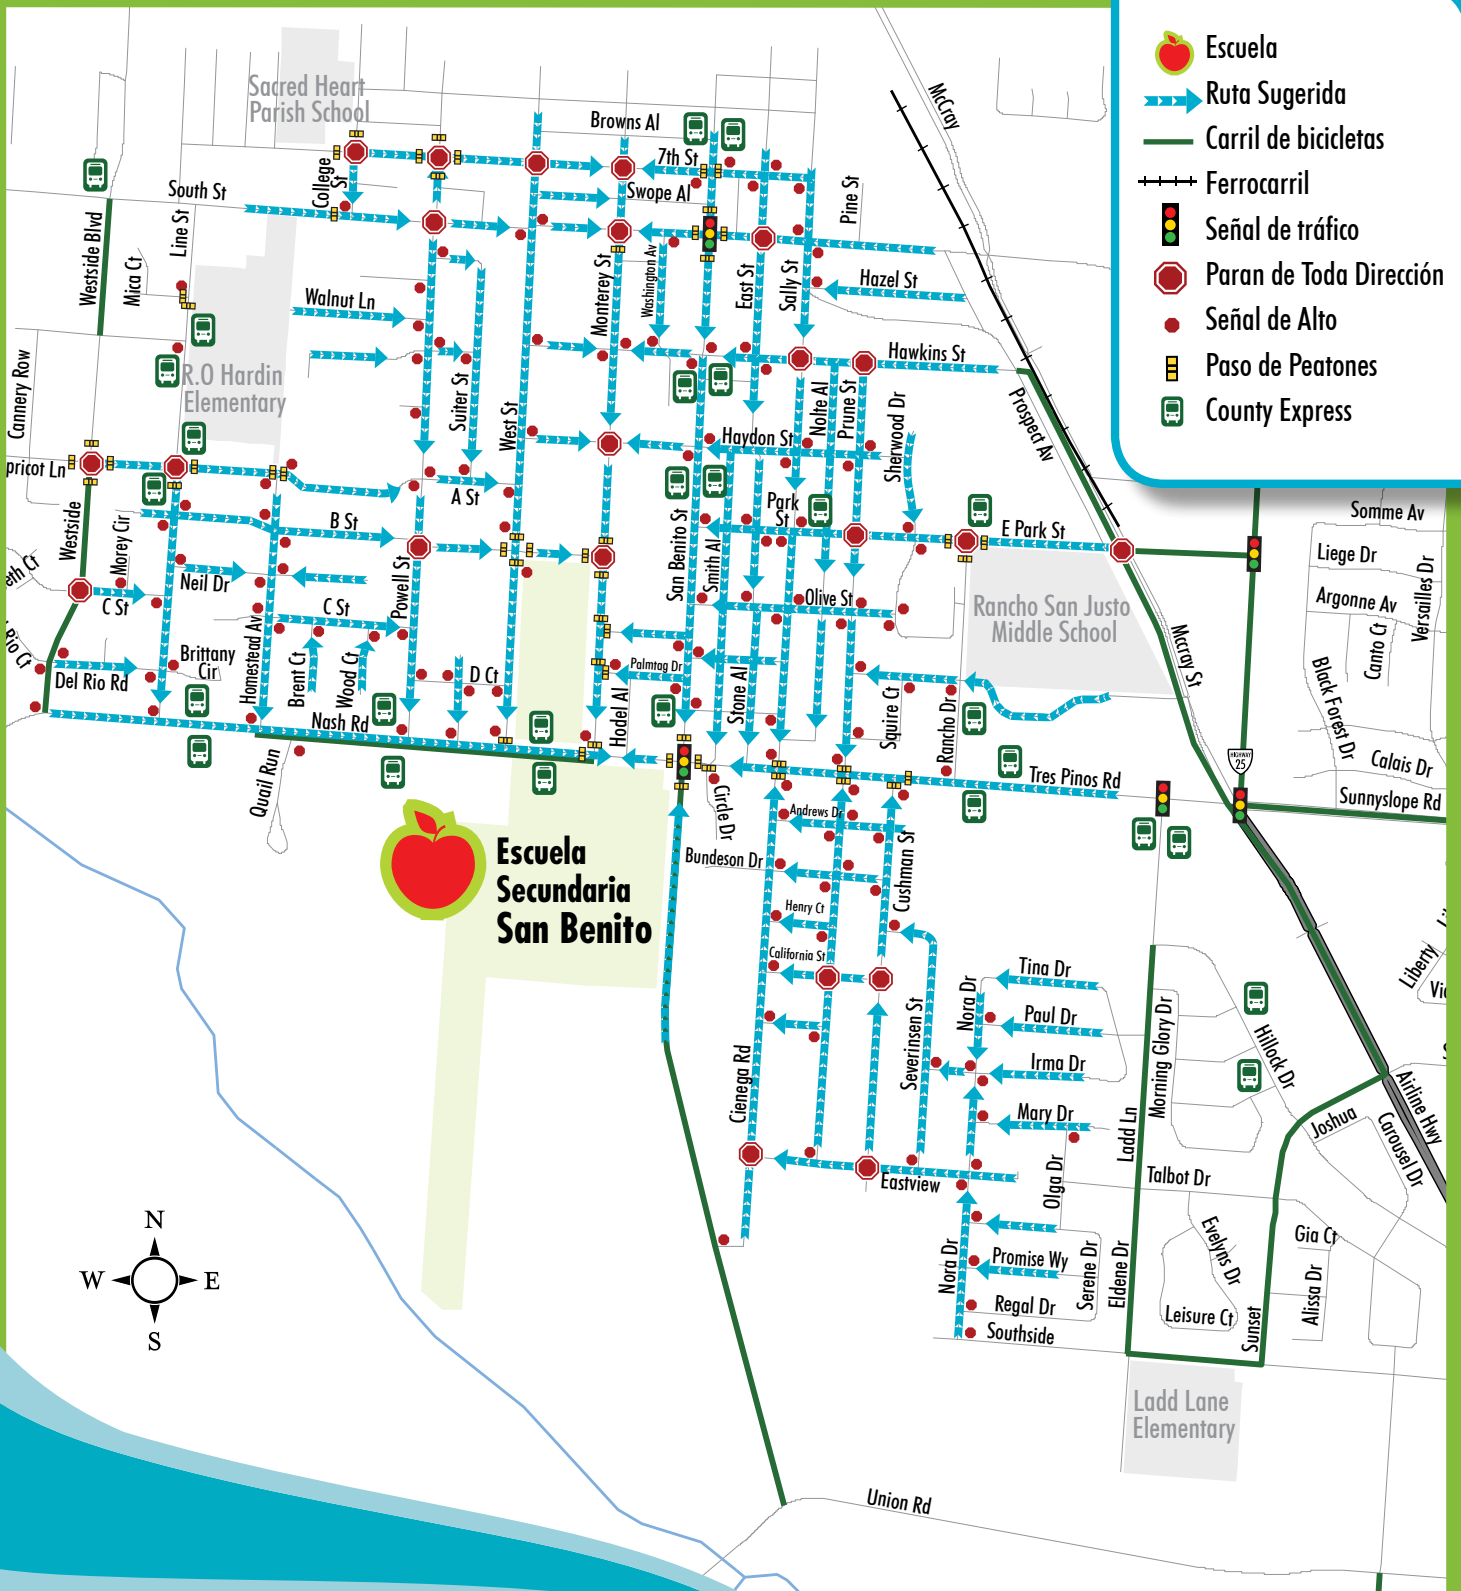 Escuela
Ruta Sugerida
Carril de bicicletas
Ferrocarril
Señal de tráfico
Paran de Toda Dirección
Señal de Alto
Paso de Peatones
County Express
Sacred Heart
Parish School
Browns Al
McCray
7th St
College
St
South St
Swope Al
Pine St
Line St
Westside Blvd
Mica Ct
Washington Av
Monterey St
East St
Sally St
Hazel St
Walnut Ln
Hawkins St
Cannery Row
R.O Hardin
Elementary
Suiter St
West St
Nolte Al
Prune St
Sherwood Dr
Prospect Av
Haydon St
pricot Ln
A St
Park
St
B St
E Park St
Westside
Morey Cir
San Benito St
Smith Al
Somme Av
Liege Dr
Versailles Dr
Neil Dr
Powell St
eth Ct
C St
C St
Olive St
Rancho San Justo
Middle School
Argonne Av
Canto Ct
Rio Ct
Brittany
Cir
Homestead Av
Brent Ct
Wood Ct
D Ct
Palmtag Dr
Mccray St
Del Rio Rd
Hodel Al
Stone Al
Squire Ct
Rancho Dr
Black Forest Dr
Nash Rd
Quail Run
HIGHWAY
25
Calais Dr
Tres Pinos Rd
Sunnyslope Rd
Circle Dr
Andrews Dr
Escuela
Secundaria
San Benito
Bundeson Dr
Cushman St
Henry Ct
California St
Tina Dr
Nora Dr
Liberty
Paul Dr
Morning Glory Dr
Severinsen St
Irma Dr
Hillock Dr
Cienega Rd
Mary Dr
Ladd Ln
Joshua
Airline Hwy
Carousel Dr
Eastview
Olga Dr
Talbot Dr
N
W
E
S
Nora Dr
Promise Wy
Serene Dr
Eldene Dr
Evelyns Dr
Gia Ct
Alissa Dr
Regal Dr
Southside
Leisure Ct
Sunset
Ladd Lane
Elementary
Union Rd